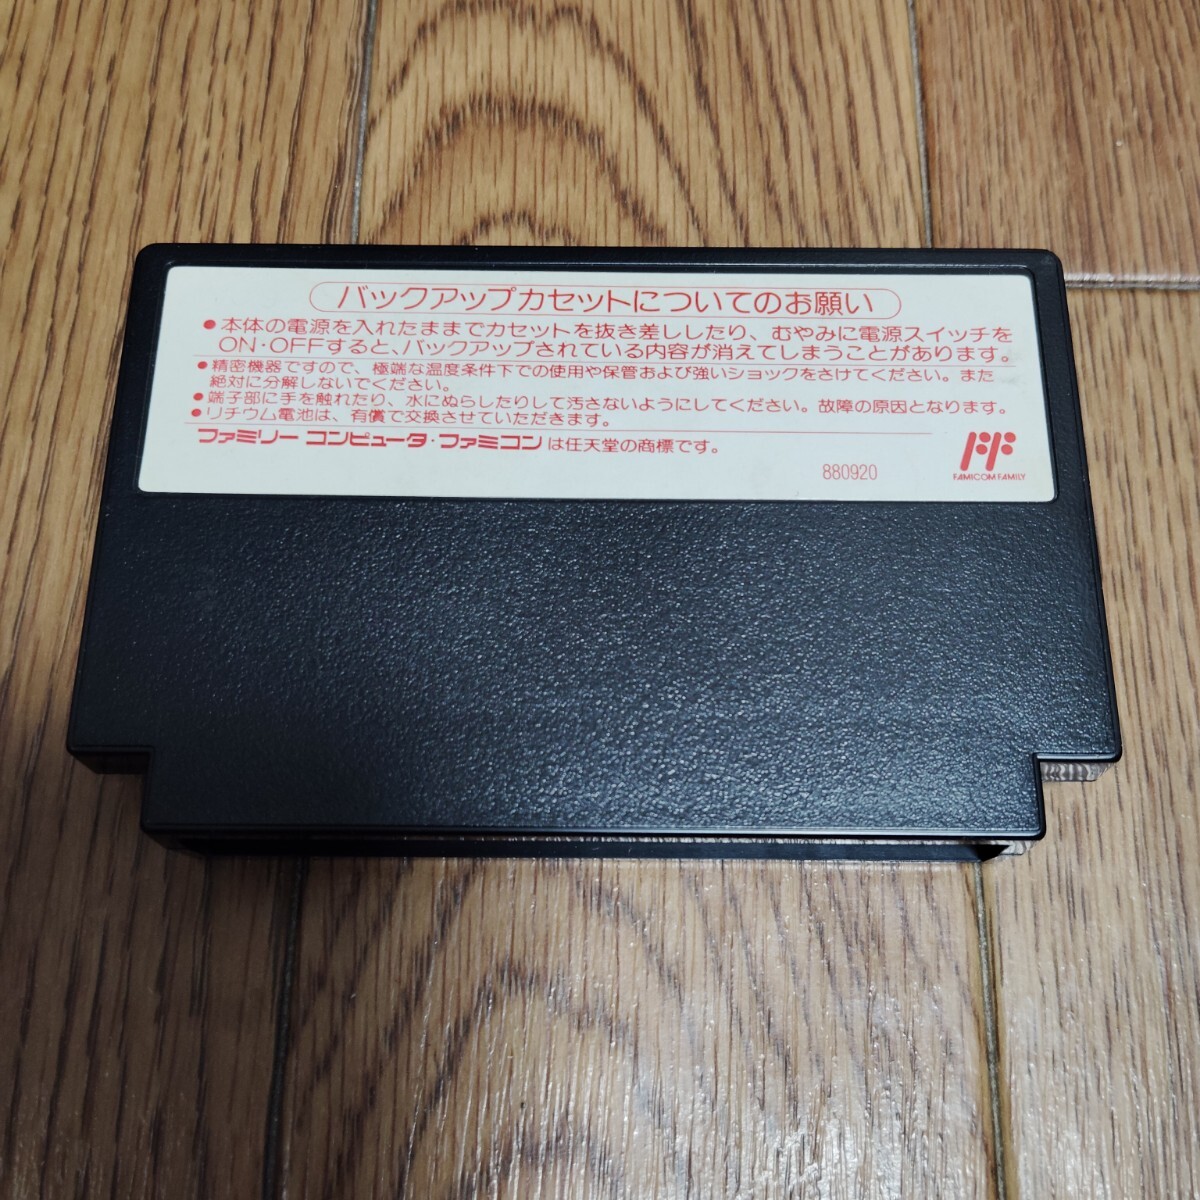 バックアップカセットについてのお願い
●本体の電源を入れたままでカセットを抜き差ししたり、むやみに電源スイッチを
ON・OFFすると、バックアップされている内容が消えてしまうことがあります。
●精密機器ですので、極端な温度条件下での使用や保管および強いショックをさけてください。また
絶対に分解しないでください。
●端子部に手を触れたり、水にぬらしたりして汚さないようにしてください。故障の原因となります。
●リチウム電池は、有償で交換させていただきます。
ファミリーコンピュータ・ファミコンは任天堂の商標です。
880920
FAMICOM FAMILY